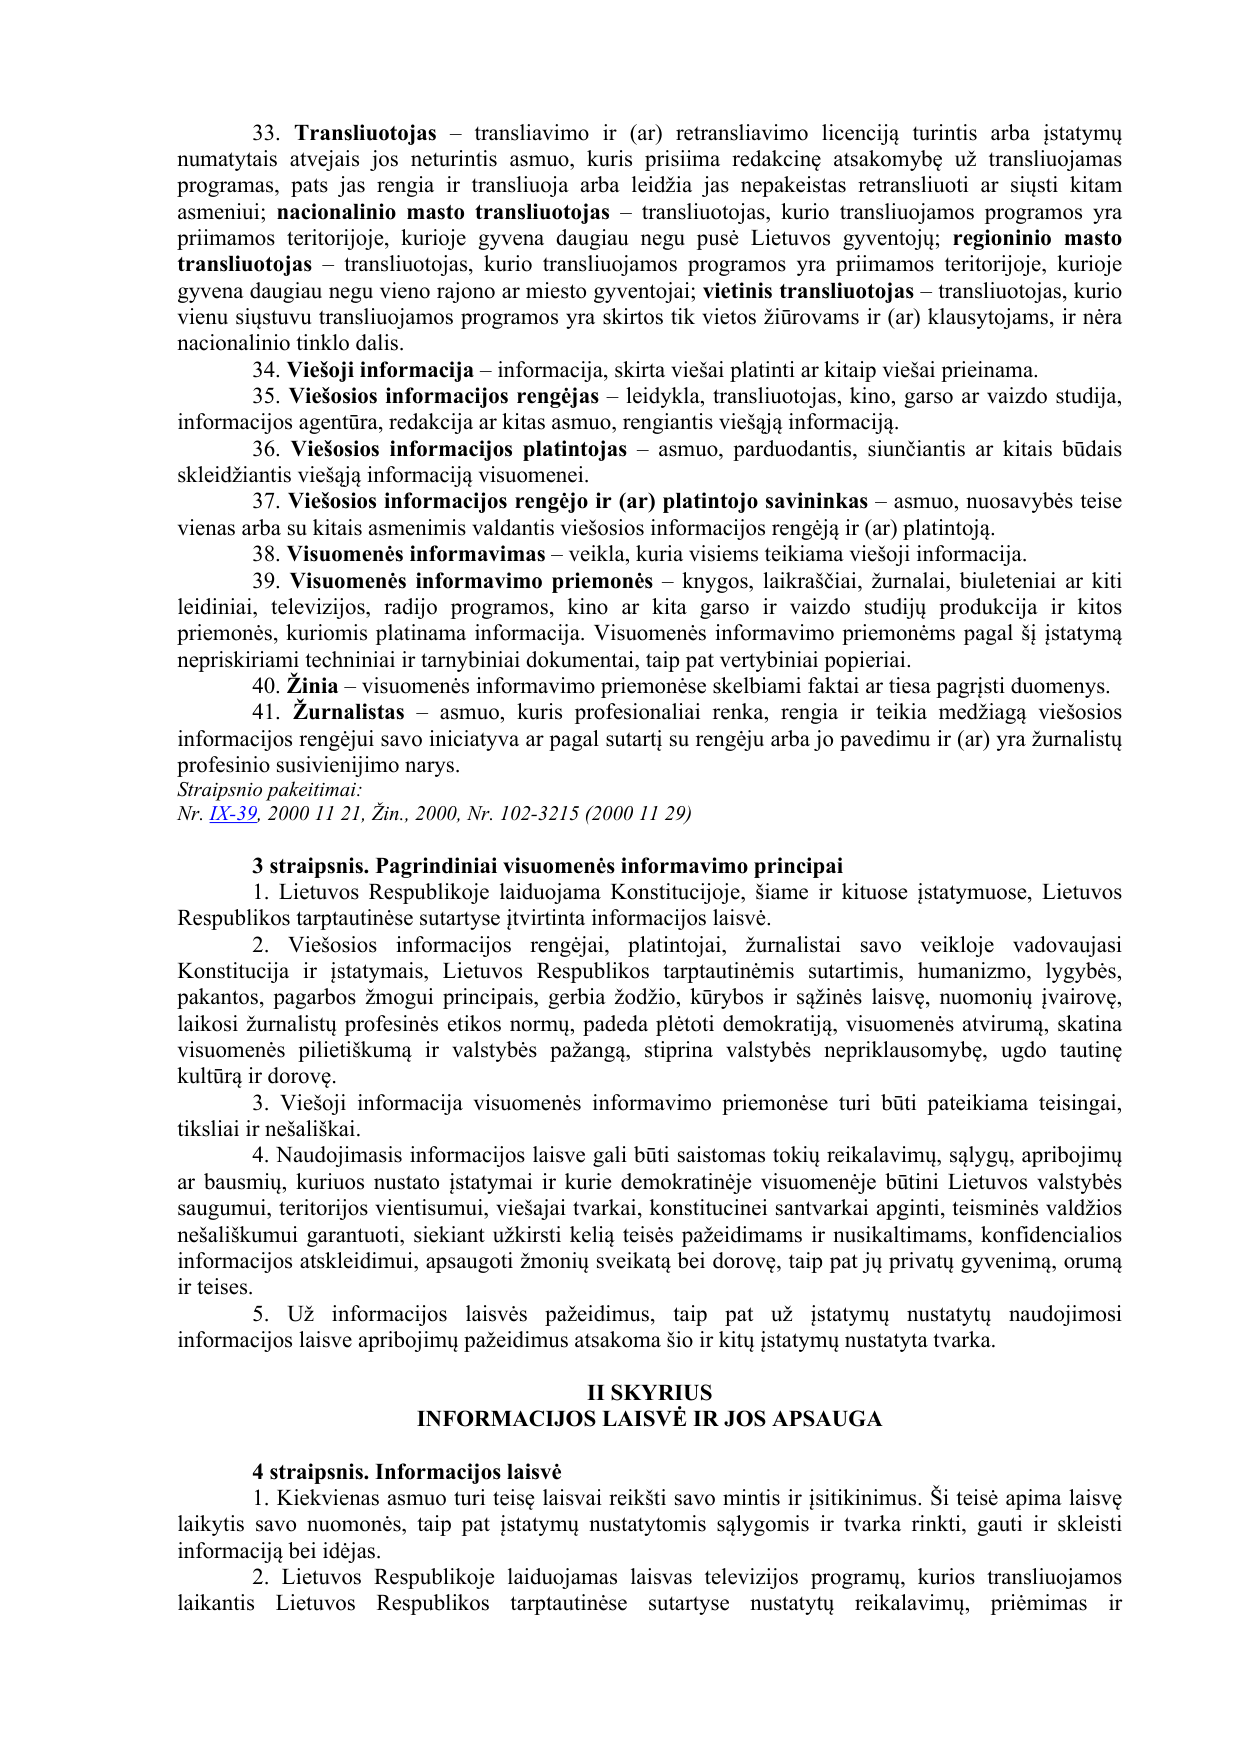 33. Transliuotojas – transliavimo ir (ar) retransliavimo licenciją turintis arba įstatymų
numatytais atvejais jos neturintis asmuo, kuris prisiima redakcinę atsakomybę už transliuojamas
programas, pats jas rengia ir transliuoja arba leidžia jas nepakeistas retransliuoti ar siųsti kitam
asmeniui; nacionalinio masto transliuotojas – transliuotojas, kurio transliuojamos programos yra
priimamos teritorijoje, kurioje gyvena daugiau negu pusė Lietuvos gyventojų; regioninio masto
transliuotojas – transliuotojas, kurio transliuojamos programos yra priimamos teritorijoje, kurioje
gyvena daugiau negu vieno rajono ar miesto gyventojai; vietinis transliuotojas – transliuotojas, kurio
vienu siųstuvu transliuojamos programos yra skirtos tik vietos žiūrovams ir (ar) klausytojams, ir nėra
nacionalinio tinklo dalis.
34. Viešoji informacija – informacija, skirta viešai platinti ar kitaip viešai prieinama.
35. Viešosios informacijos rengėjas – leidykla, transliuotojas, kino, garso ar vaizdo studija,
informacijos agentūra, redakcija ar kitas asmuo, rengiantis viešąją informaciją.
36. Viešosios informacijos platintojas – asmuo, parduodantis, siunčiantis ar kitais būdais
skleidžiantis viešąją informaciją visuomenei.
37. Viešosios informacijos rengėjo ir (ar) platintojo savininkas – asmuo, nuosavybės teise
vienas arba su kitais asmenimis valdantis viešosios informacijos rengėją ir (ar) platintoją.
38. Visuomenės informavimas – veikla, kuria visiems teikiama viešoji informacija.
39. Visuomenės informavimo priemonės – knygos, laikraščiai, žurnalai, biuleteniai ar kiti
leidiniai, televizijos, radijo programos, kino ar kita garso ir vaizdo studijų produkcija ir kitos
priemonės, kuriomis platinama informacija. Visuomenės informavimo priemonėms pagal šį įstatymą
nepriskiriami techniniai ir tarnybiniai dokumentai, taip pat vertybiniai popieriai.
40. Žinia – visuomenės informavimo priemonėse skelbiami faktai ar tiesa pagrįsti duomenys.
41. Žurnalistas – asmuo, kuris profesionaliai renka, rengia ir teikia medžiagą viešosios
informacijos rengėjui savo iniciatyva ar pagal sutartį su rengėju arba jo pavedimu ir (ar) yra žurnalistų
profesinio susivienijimo narys.
Straipsnio pakeitimai:
Nr. IX-39, 2000 11 21, Žin., 2000, Nr. 102-3215 (2000 11 29)
3 straipsnis. Pagrindiniai visuomenės informavimo principai
1. Lietuvos Respublikoje laiduojama Konstitucijoje, šiame ir kituose įstatymuose, Lietuvos
Respublikos tarptautinėse sutartyse įtvirtinta informacijos laisvė.
2. Viešosios informacijos rengėjai, platintojai, žurnalistai savo veikloje vadovaujasi
Konstitucija ir įstatymais, Lietuvos Respublikos tarptautinėmis sutartimis, humanizmo, lygybės,
pakantos, pagarbos žmogui principais, gerbia žodžio, kūrybos ir sąžinės laisvę, nuomonių įvairovę,
laikosi žurnalistų profesinės etikos normų, padeda plėtoti demokratiją, visuomenės atvirumą, skatina
visuomenės pilietiškumą ir valstybės pažangą, stiprina valstybės nepriklausomybę, ugdo tautinę
kultūrą ir dorovę.
3. Viešoji informacija visuomenės informavimo priemonėse turi būti pateikiama teisingai,
tiksliai ir nešališkai.
4. Naudojimasis informacijos laisve gali būti saistomas tokių reikalavimų, sąlygų, apribojimų
ar bausmių, kuriuos nustato įstatymai ir kurie demokratinėje visuomenėje būtini Lietuvos valstybės
saugumui, teritorijos vientisumui, viešajai tvarkai, konstitucinei santvarkai apginti, teisminės valdžios
nešališkumui garantuoti, siekiant užkirsti kelią teisės pažeidimams ir nusikaltimams, konfidencialios
informacijos atskleidimui, apsaugoti žmonių sveikatą bei dorovę, taip pat jų privatų gyvenimą, orumą
ir teises.
5. Už informacijos laisvės pažeidimus, taip pat už įstatymų nustatytų naudojimosi
informacijos laisve apribojimų pažeidimus atsakoma šio ir kitų įstatymų nustatyta tvarka.
II SKYRIUS
INFORMACIJOS LAISVĖ IR JOS APSAUGA
4 straipsnis. Informacijos laisvė
1. Kiekvienas asmuo turi teisę laisvai reikšti savo mintis ir įsitikinimus. Ši teisė apima laisvę
laikytis savo nuomonės, taip pat įstatymų nustatytomis sąlygomis ir tvarka rinkti, gauti ir skleisti
informaciją bei idėjas.
2. Lietuvos Respublikoje laiduojamas laisvas televizijos programų, kurios transliuojamos
laikantis Lietuvos Respublikos tarptautinėse sutartyse nustatytų reikalavimų, priėmimas ir